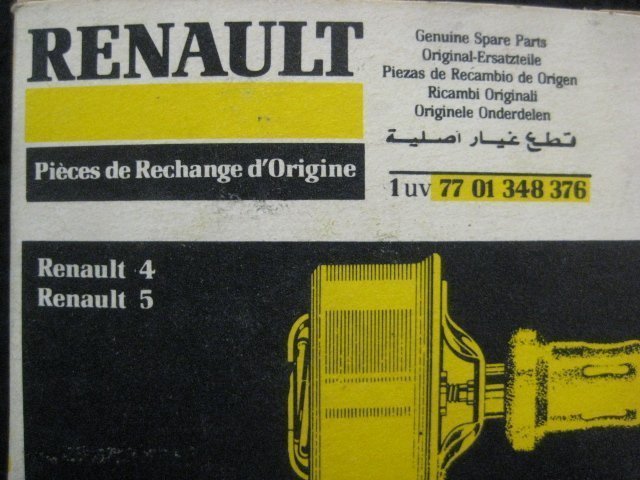 RENAULT
Pièces de Rechange d'Origine
Genuine Spare Parts
Original-Ersatzteile
Piezas de Recambio de Origen
Ricambi Originali
Originele Onderdelen
قطع غيار أصلية
1 uv 77 01 348 376
Renault 4
Renault 5